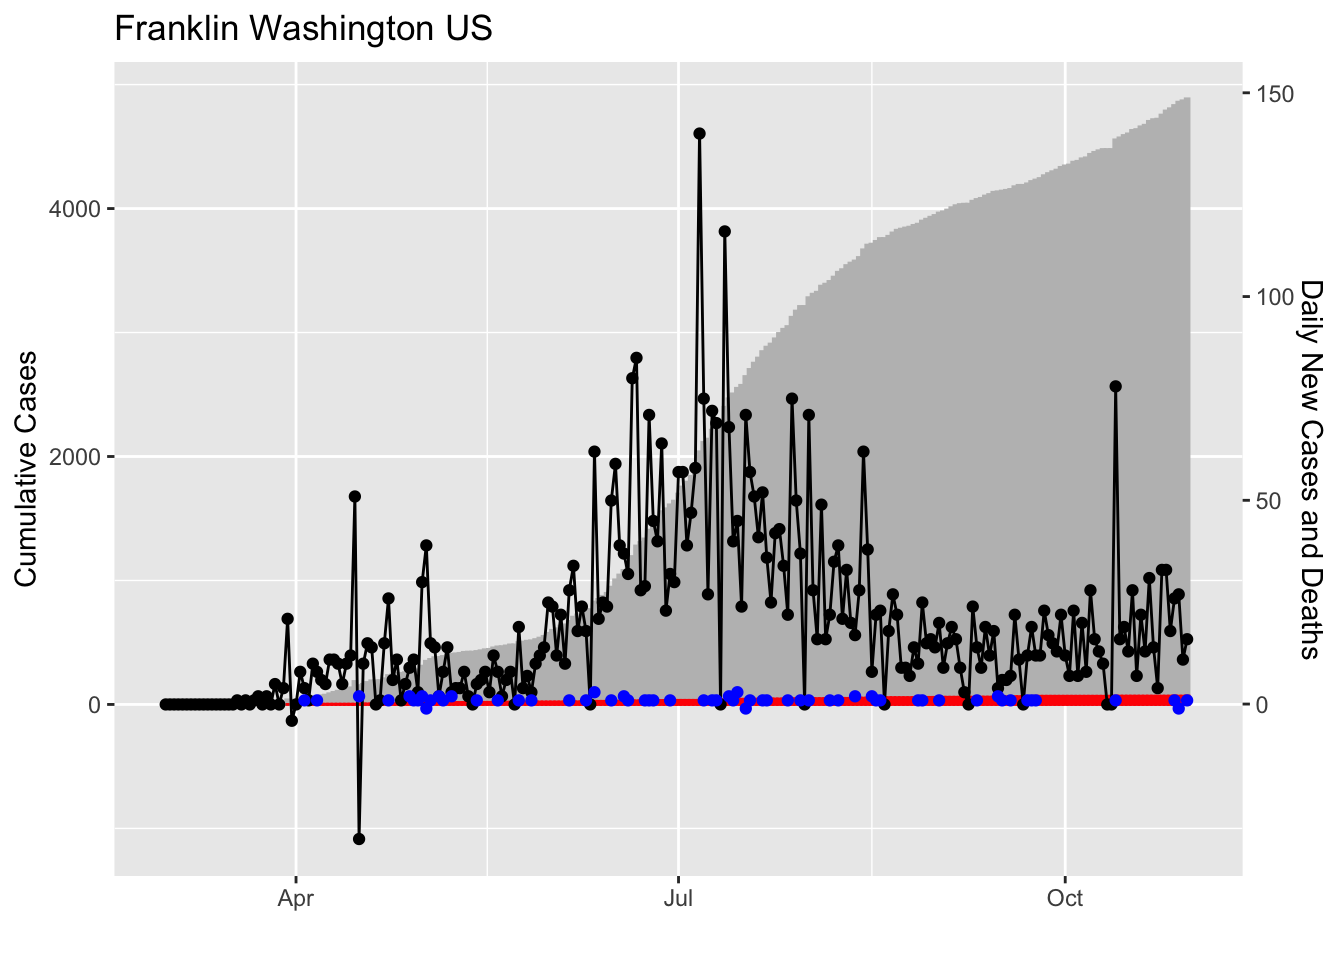 Franklin Washington US
Cumulative Cases
4000
2000
0
150
100
50
0
Daily New Cases and Deaths
Apr
Jul
Oct